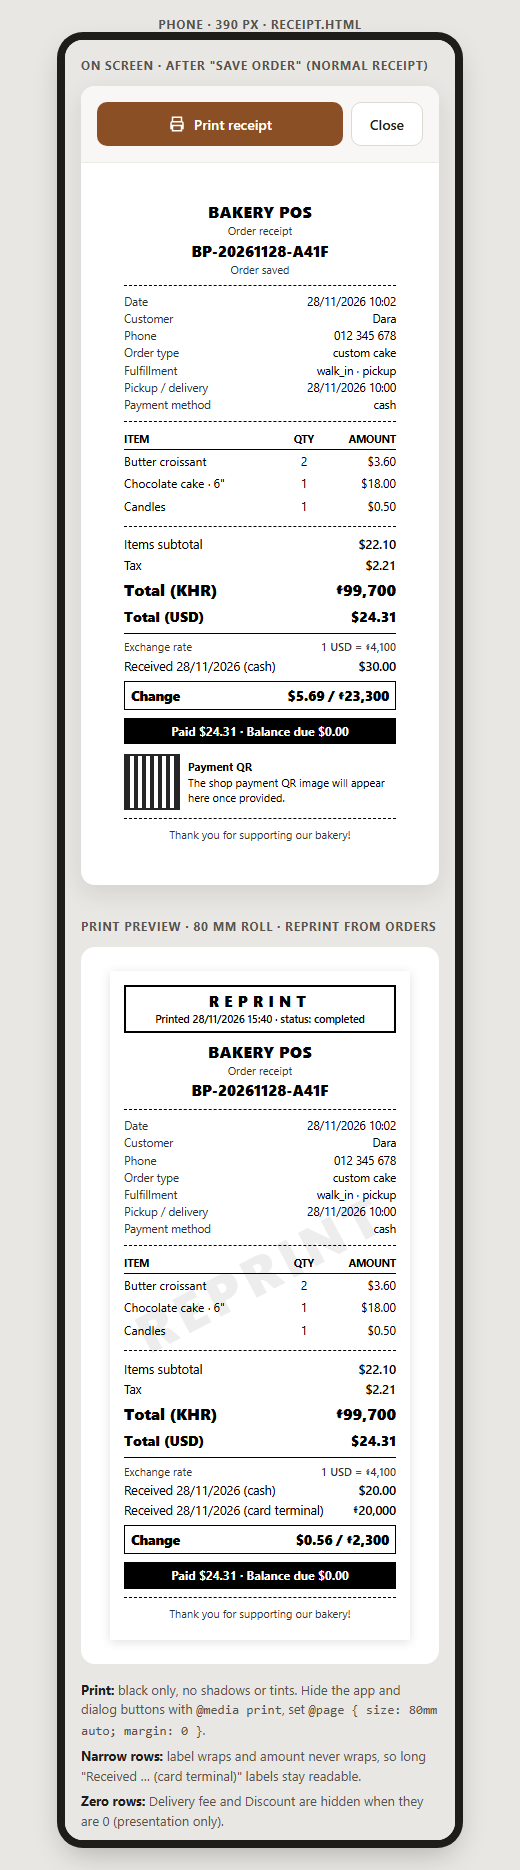 PHONE · 390 PX · RECEIPT.HTML
ON SCREEN · AFTER "SAVE ORDER" (NORMAL RECEIPT)
Print receipt Close
BAKERY POS
Order receipt
BP-20261128-A41F
Order saved
Date 28/11/2026 10:02
Customer Dara
Phone 012 345 678
Order type custom cake
Fulfillment walk_in · pickup
Pickup / delivery 28/11/2026 10:00
Payment method cash
ITEM QTY AMOUNT
Butter croissant 2 $3.60
Chocolate cake · 6" 1 $18.00
Candles 1 $0.50
Items subtotal $22.10
Tax $2.21
Total (KHR) ៛99,700
Total (USD) $24.31
Exchange rate 1 USD = ៛4,100
Received 28/11/2026 (cash) $30.00
Change $5.69 / ៛23,300
Paid $24.31 · Balance due $0.00
Payment QR
The shop payment QR image will appear
here once provided.
Thank you for supporting our bakery!
PRINT PREVIEW · 80 MM ROLL · REPRINT FROM ORDERS
REPRINT
Printed 28/11/2026 15:40 · status: completed
BAKERY POS
Order receipt
BP-20261128-A41F
Date 28/11/2026 10:02
Customer Dara
Phone 012 345 678
Order type custom cake
Fulfillment walk_in · pickup
Pickup / delivery 28/11/2026 10:00
Payment method cash
REPRINT
ITEM QTY AMOUNT
Butter croissant 2 $3.60
Chocolate cake · 6" 1 $18.00
Candles 1 $0.50
Items subtotal $22.10
Tax $2.21
Total (KHR) ៛99,700
Total (USD) $24.31
Exchange rate 1 USD = ៛4,100
Received 28/11/2026 (cash) $20.00
Received 28/11/2026 (card terminal) ៛20,000
Change $0.56 / ៛2,300
Paid $24.31 · Balance due $0.00
Thank you for supporting our bakery!
Print: black only, no shadows or tints. Hide the app and
dialog buttons with @media print, set @page { size: 80mm
auto; margin: 0 }.
Narrow rows: label wraps and amount never wraps, so long
"Received ... (card terminal)" labels stay readable.
Zero rows: Delivery fee and Discount are hidden when they
are 0 (presentation only).